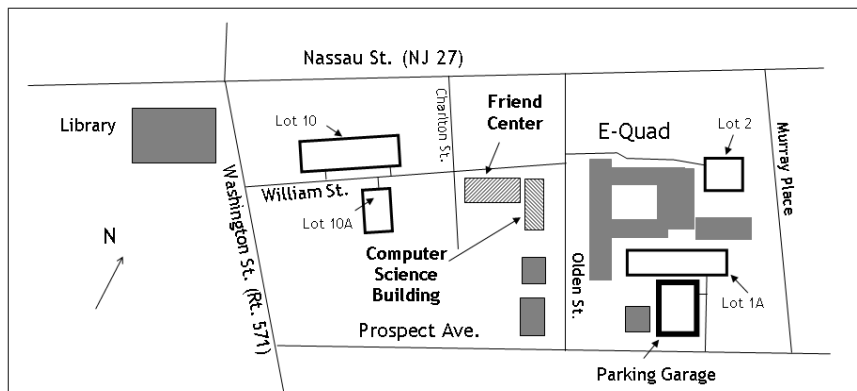 Nassau St. (NJ 27)
Library
Lot 10
Charlton St.
Friend
Center
E-Quad
Lot 2
Murray Place
Washington St. (Rt. 571)
William St.
Lot 10A
N
Computer
Science
Building
Olden St.
Lot 1A
Prospect Ave.
Parking Garage